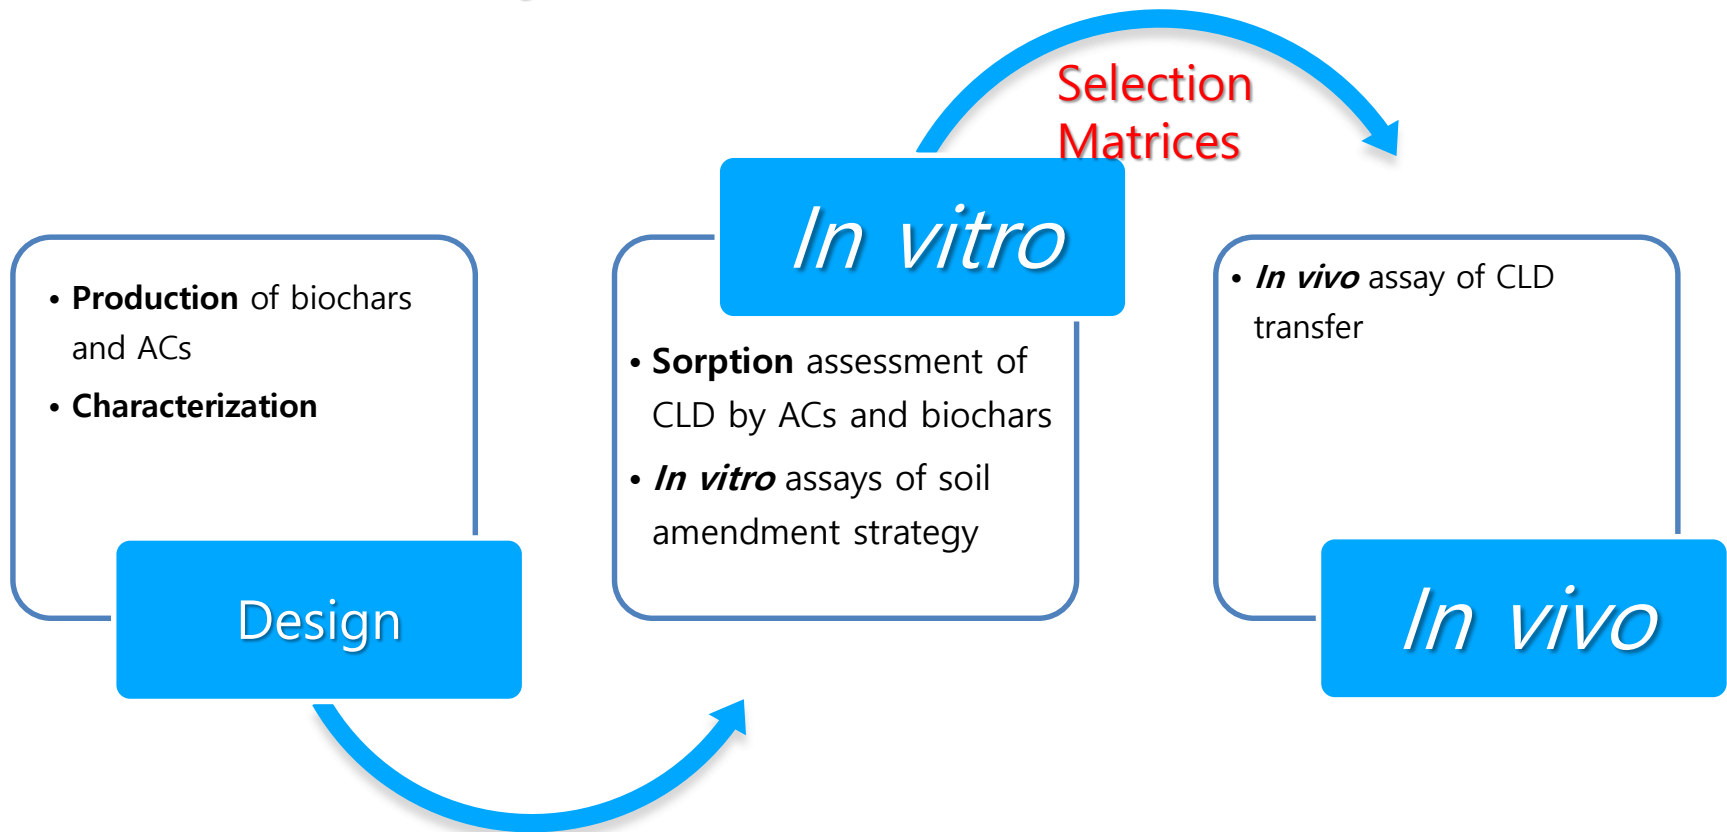 • Production of biochars
and ACs
• Characterization
Design
Selection
Matrices
In vitro
• Sorption assessment of
CLD by ACs and biochars
• In vitro assays of soil
amendment strategy
• In vivo assay of CLD
transfer
In vivo